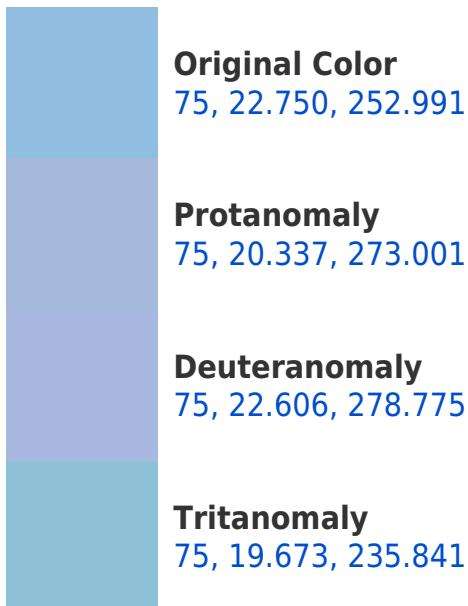 Original Color
75, 22.750, 252.991
Protanomaly
75, 20.337, 273.001
Deuteranomaly
75, 22.606, 278.775
Tritanomaly
75, 19.673, 235.841